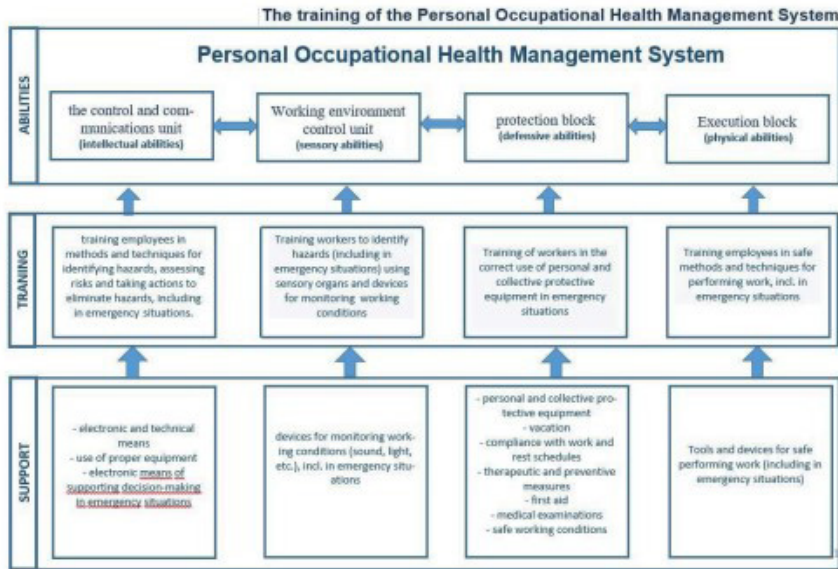 The training of the Personal Occupational Health Management System
Personal Occupational Health Management System
ABILITIES
the control and com-
munications unit
(intellectual abilities)
Working environment
control unit
(sensory abilities)
protection block
(defensive abilities)
Execution block
(physical abilities)
TRAINING
training employees in
methods and techniques for
identifying hazards, assessing
risks and taking actions to
eliminate hazards, including
in emergency situations.
Training workers to identify
hazards (including in
emergency situations) using
sensory organs and devices
for monitoring working
conditions
Training of workers in the
correct use of personal and
collective protective
equipment in emergency
situations
Training employees in safe
methods and techniques for
performing work, incl. in
emergency situations
SUPPORT
- electronic and technical
means
- use of proper equipment
- electronic means of
supporting decision-making
in emergency situations
devices for monitoring work-
ing conditions (sound, light,
etc.), incl. in emergency situ-
ations
- personal and collective pro-
tective equipment
- vacation
- compliance with work and
rest schedules
- therapeutic and preventive
measures
- first aid
- medical examinations
- safe working conditions
Tools and devices for safe
performing work (including in
emergency situations)